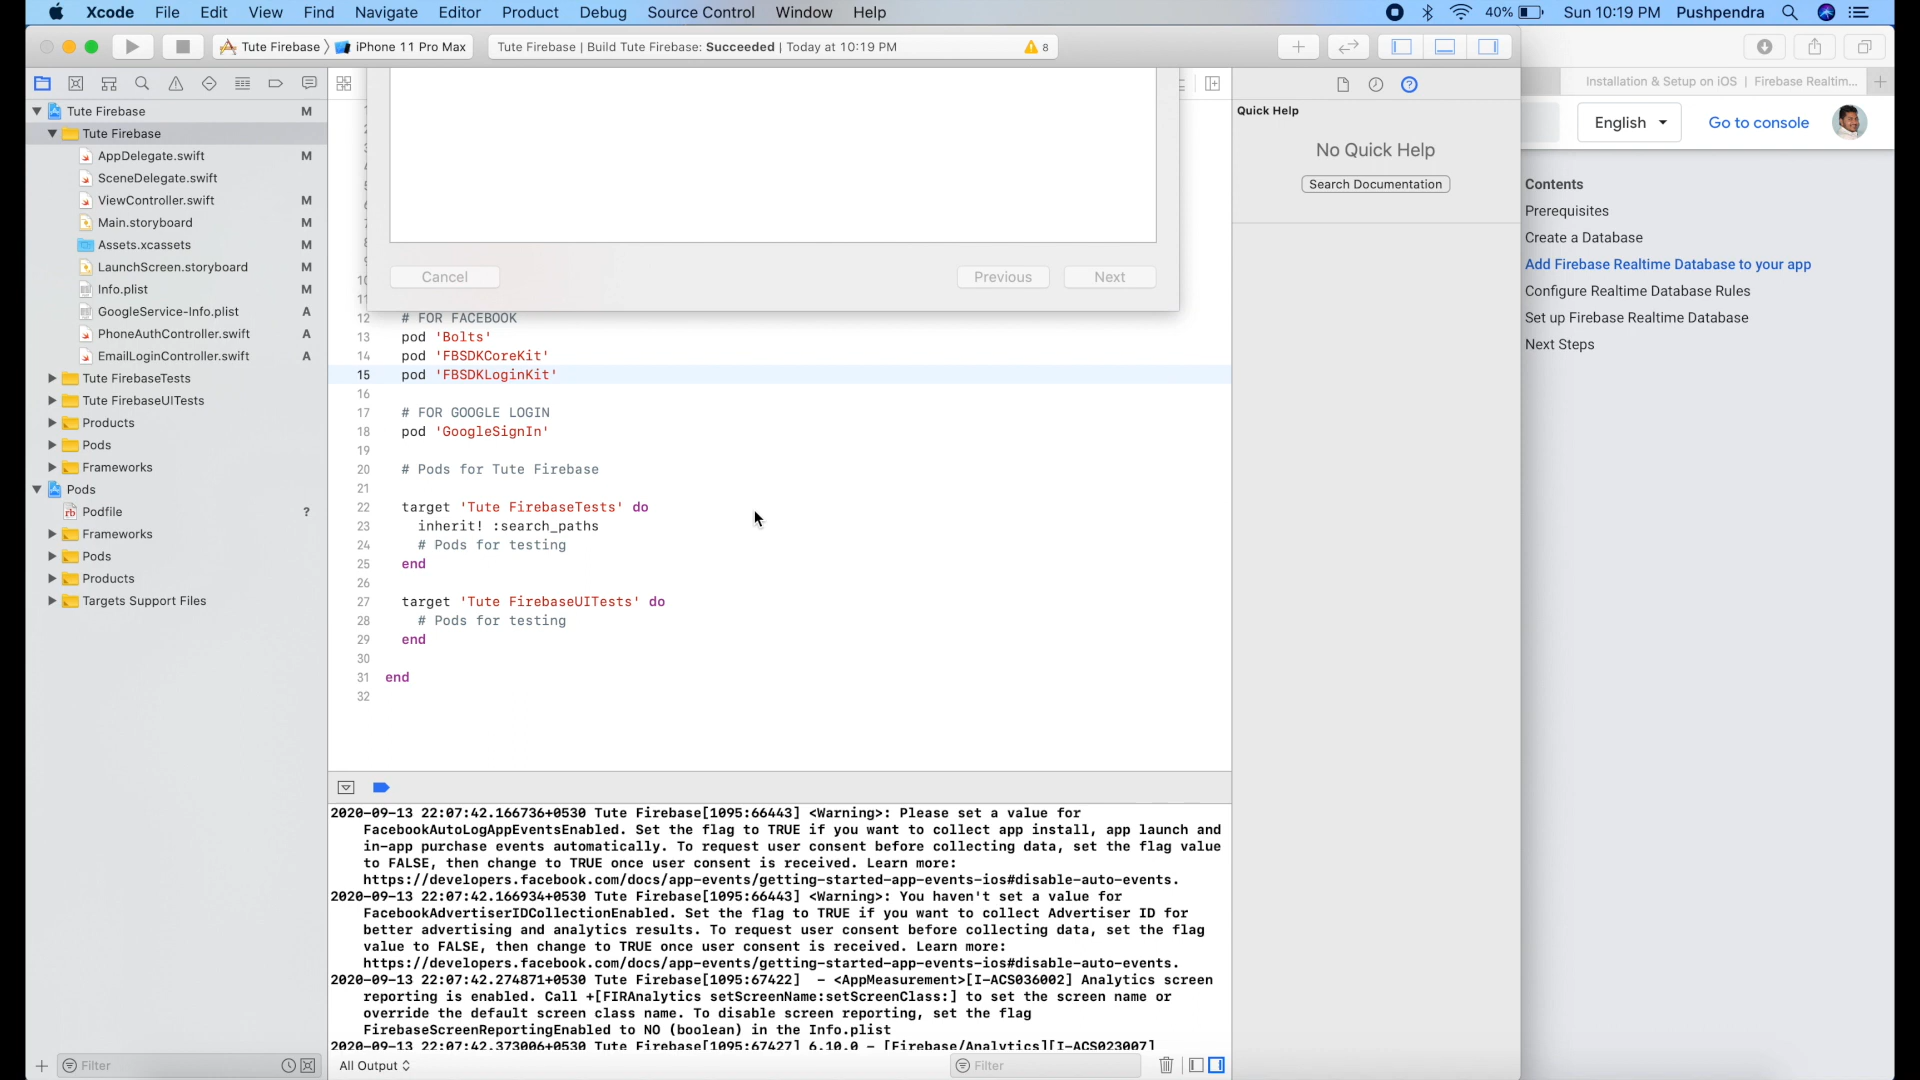 Xcode File Edit View Find Navigate Editor Product Debug Source Control Window Help 40% Sun 10:19 PM Pushpendra
Tute Firebase iPhone 11 Pro Max Tute Firebase | Build Tute Firebase: Succeeded | Today at 10:19 PM 8
Installation & Setup on iOS | Firebase Realtim...
English Go to console
Tute Firebase M
Tute Firebase
AppDelegate.swift M
SceneDelegate.swift
ViewController.swift M
Main.storyboard M
Assets.xcassets M
LaunchScreen.storyboard M
Info.plist M
GoogleService-Info.plist A
PhoneAuthController.swift A
EmailLoginController.swift A
Tute FirebaseTests
Tute FirebaseUITests
Products
Pods
Frameworks
Pods
Podfile ?
Frameworks
Pods
Products
Targets Support Files
Filter
Cancel Previous Next
12 # FOR FACEBOOK
13 pod 'Bolts'
14 pod 'FBSDKCoreKit'
15 pod 'FBSDKLoginKit'
16
17 # FOR GOOGLE LOGIN
18 pod 'GoogleSignIn'
19
20 # Pods for Tute Firebase
21
22 target 'Tute FirebaseTests' do
23 inherit! :search_paths
24 # Pods for testing
25 end
26
27 target 'Tute FirebaseUITests' do
28 # Pods for testing
29 end
30
31 end
32
2020-09-13 22:07:42.166736+0530 Tute Firebase[1095:66443] <Warning>: Please set a value for
FacebookAutoLogAppEventsEnabled. Set the flag to TRUE if you want to collect app install, app launch and
in-app purchase events automatically. To request user consent before collecting data, set the flag value
to FALSE, then change to TRUE once user consent is received. Learn more:
https://developers.facebook.com/docs/app-events/getting-started-app-events-ios#disable-auto-events.
2020-09-13 22:07:42.166934+0530 Tute Firebase[1095:66443] <Warning>: You haven't set a value for
FacebookAdvertiserIDCollectionEnabled. Set the flag to TRUE if you want to collect Advertiser ID for
better advertising and analytics results. To request user consent before collecting data, set the flag
value to FALSE, then change to TRUE once user consent is received. Learn more:
https://developers.facebook.com/docs/app-events/getting-started-app-events-ios#disable-auto-events.
2020-09-13 22:07:42.274871+0530 Tute Firebase[1095:67422] - <AppMeasurement>[I-ACS036002] Analytics screen
reporting is enabled. Call +[FIRAnalytics setScreenName:setScreenClass:] to set the screen name or
override the default screen class name. To disable screen reporting, set the flag
FirebaseScreenReportingEnabled to NO (boolean) in the Info.plist
2020-09-13 22:07:42.373006+0530 Tute Firebase[1095:67427] 6.10.0 - [Firebase/Analytics][I-ACS023007]
All Output Filter
Quick Help
No Quick Help
Search Documentation
Contents
Prerequisites
Create a Database
Add Firebase Realtime Database to your app
Configure Realtime Database Rules
Set up Firebase Realtime Database
Next Steps